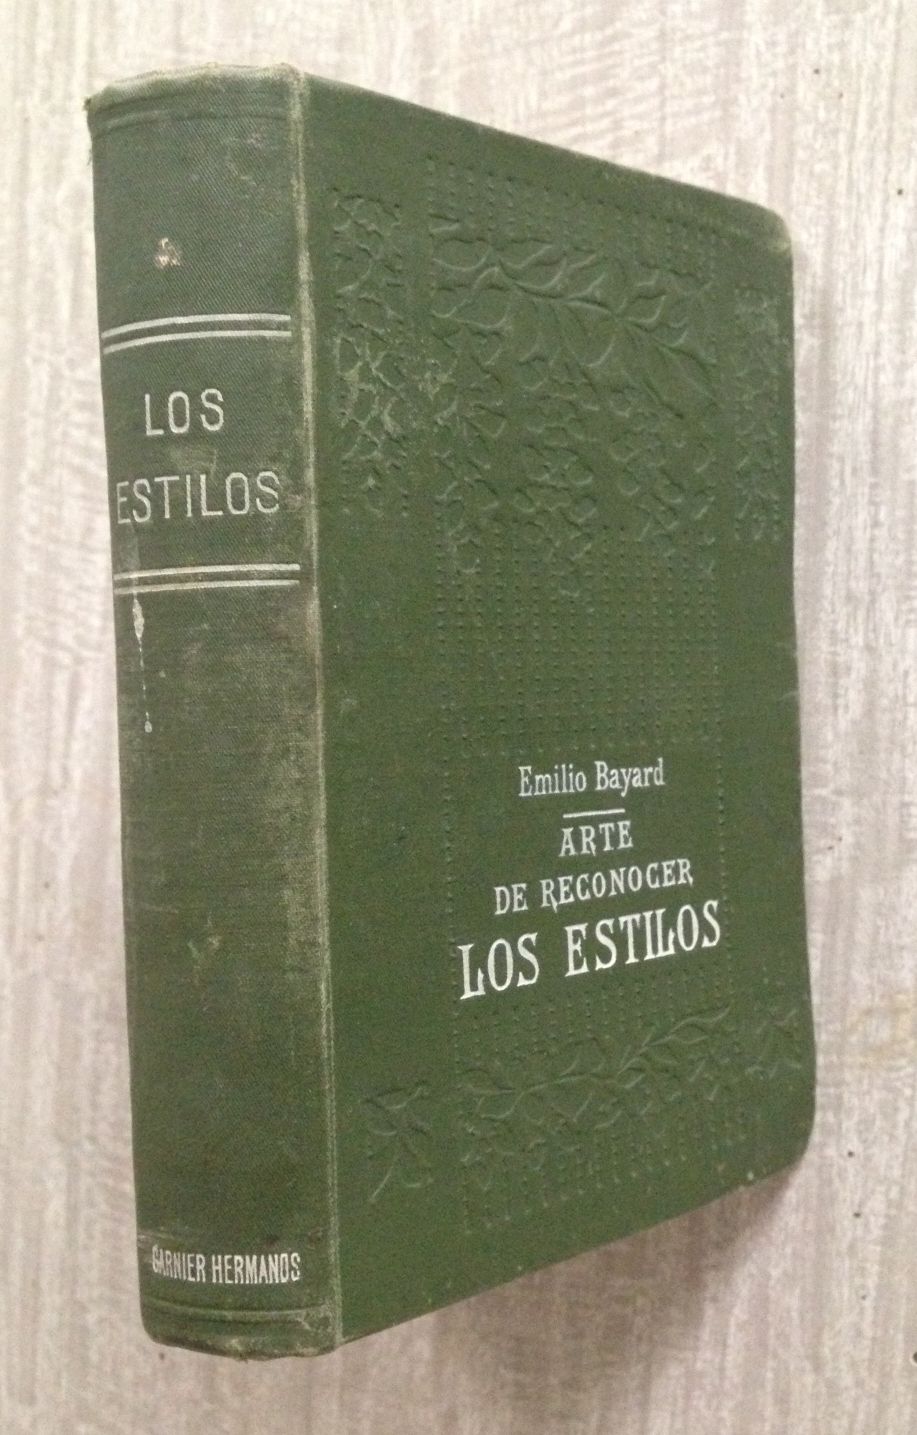 LOS
ESTILOS
GARNIER HERMANOS
Emilio Bayard
ARTE
DE RECONOCER
LOS ESTILOS